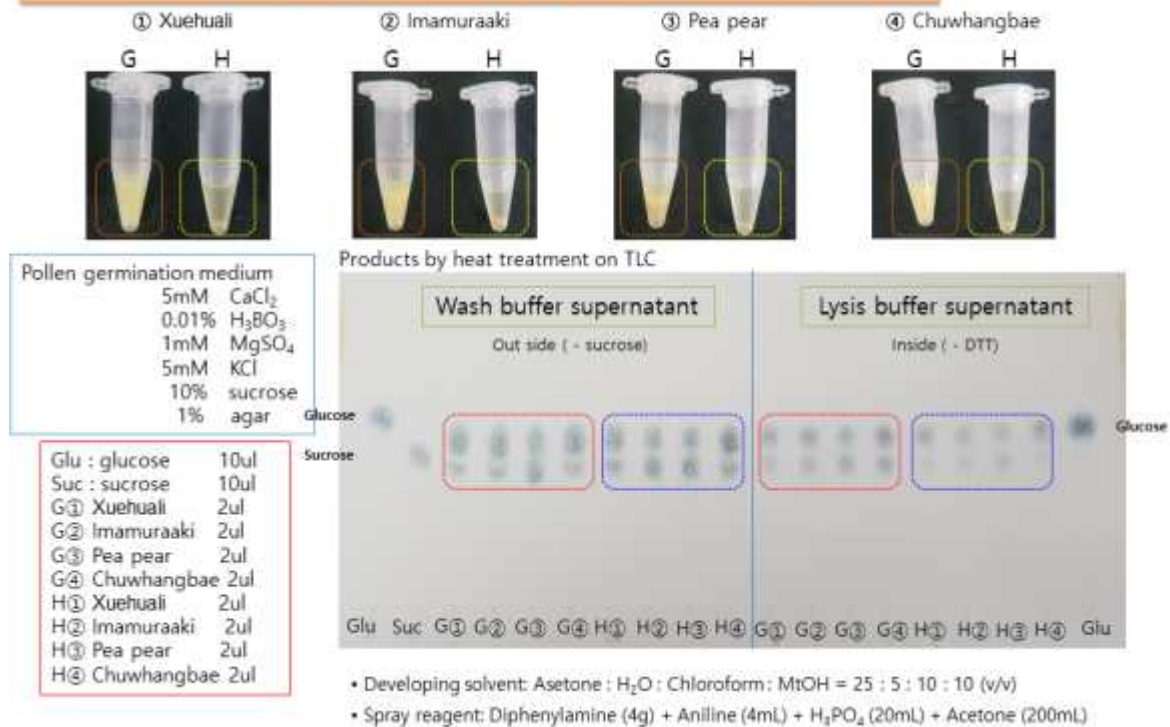 ① Xuehuali ② Imamuraaki ③ Pea pear ④ Chuwhangbae
G H G H G H G H
Pollen germination medium
5mM CaCl₂
0.01% H₃BO₃
1mM MgSO₄
5mM KCl
10% sucrose
1% agar
Glu : glucose 10ul
Suc : sucrose 10ul
G① Xuehuali 2ul
G② Imamuraaki 2ul
G③ Pea pear 2ul
G④ Chuwhangbae 2ul
H① Xuehuali 2ul
H② Imamuraaki 2ul
H③ Pea pear 2ul
H④ Chuwhangbae 2ul
Products by heat treatment on TLC
Wash buffer supernatant Lysis buffer supernatant
Out side ( - sucrose) Inside ( - DTT)
Glucose Glucose
Sucrose
Glu Suc G① G② G③ G④ H① H② H③ H④ G① G② G③ G④ H① H② H③ H④ Glu
• Developing solvent: Asetone : H₂O : Chloroform : MtOH = 25 : 5 : 10 : 10 (v/v)
• Spray reagent: Diphenylamine (4g) + Aniline (4mL) + H₃PO₄ (20mL) + Acetone (200mL)